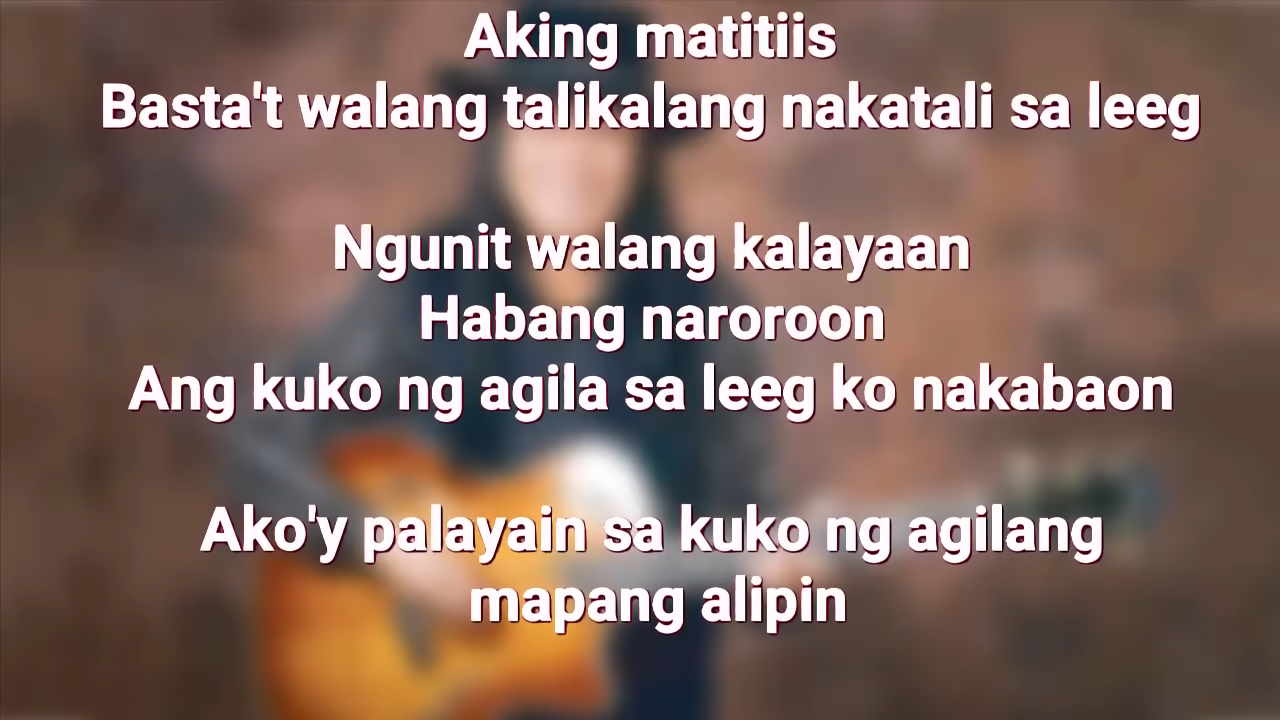 Aking matitiis
Basta't walang talikalang nakatali sa leeg
Ngunit walang kalayaan
Habang naroroon
Ang kuko ng agila sa leeg ko nakabaon
Ako'y palayain sa kuko ng agilang
mapang alipin